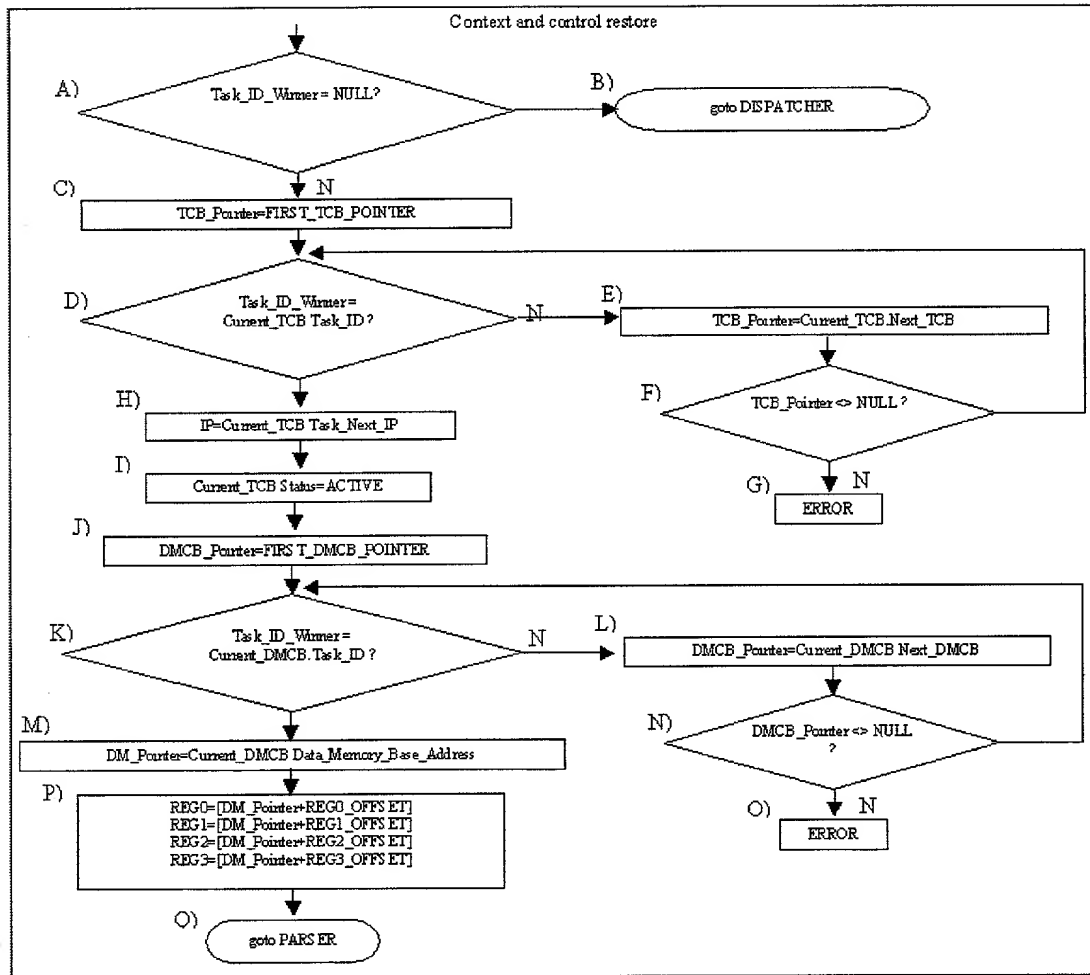 Context and control restore
A)
Task_ID_Winner = NULL?
B)
goto DISPATCHER
N
C)
TCB_Pointer=FIRST_TCB_POINTER
D)
Task_ID_Winner =
Current_TCB Task_ID ?
N
E)
TCB_Pointer=Current_TCB.Next_TCB
F)
TCB_Pointer <> NULL ?
H)
IP=Current_TCB Task_Next_IP
I)
Current_TCB Status=ACTIVE
G)
N
ERROR
J)
DMCB_Pointer=FIRST_DMCB_POINTER
K)
Task_ID_Winner =
Current_DMCB.Task_ID ?
N
L)
DMCB_Pointer=Current_DMCB Next_DMCB
M)
DM_Pointer=Current_DMCB Data_Memory_Base_Address
N)
DMCB_Pointer <> NULL
?
P)
REG0=[DM_Pointer+REG0_OFFSET]
REG1=[DM_Pointer+REG1_OFFSET]
REG2=[DM_Pointer+REG2_OFFSET]
REG3=[DM_Pointer+REG3_OFFSET]
O)
N
ERROR
Q)
goto PARSER